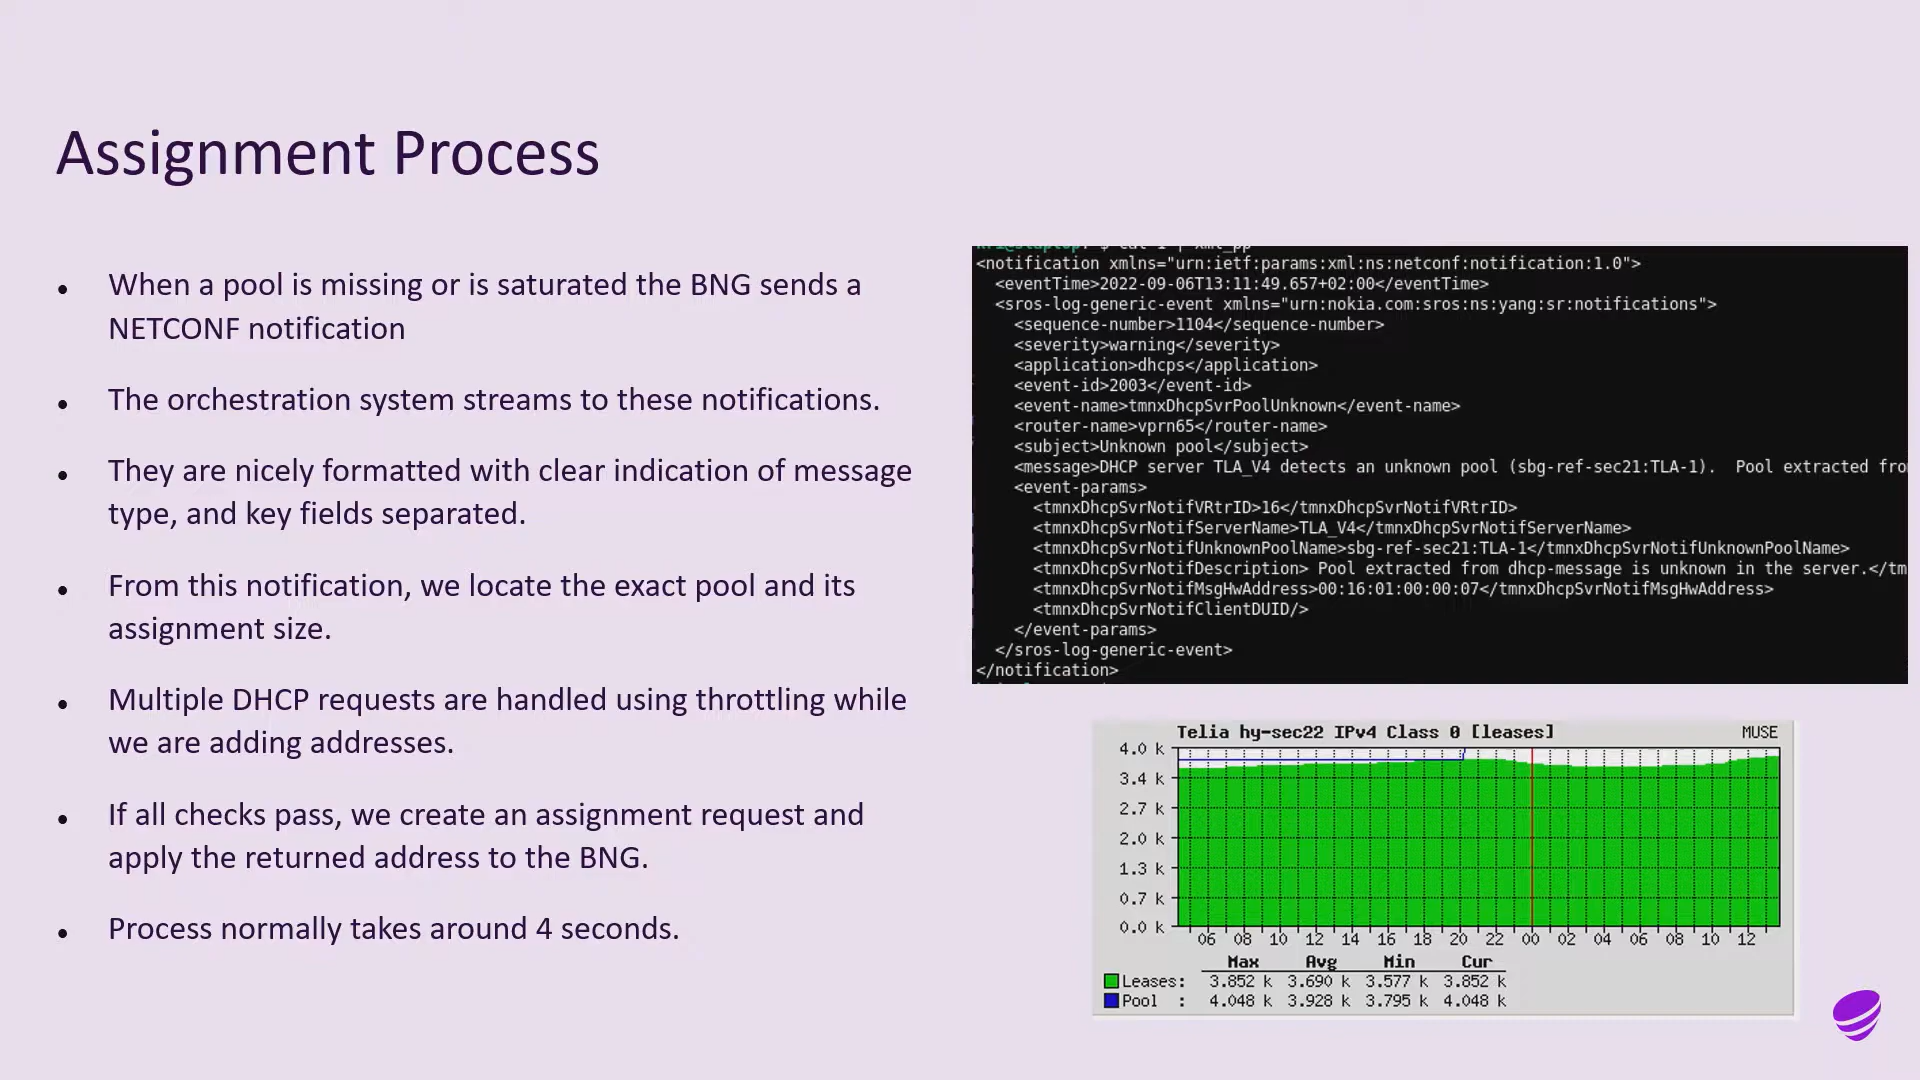 Assignment Process
When a pool is missing or is saturated the BNG sends a
NETCONF notification
The orchestration system streams to these notifications.
They are nicely formatted with clear indication of message
type, and key fields separated.
From this notification, we locate the exact pool and its
assignment size.
Multiple DHCP requests are handled using throttling while
we are adding addresses.
If all checks pass, we create an assignment request and
apply the returned address to the BNG.
Process normally takes around 4 seconds.
<notification xmlns="urn:ietf:params:xml:ns:netconf:notification:1.0">
<eventTime>2022-09-06T13:11:49.657+02:00</eventTime>
<sros-log-generic-event xmlns="urn:nokia.com:sros:ns:yang:sr:notifications">
<sequence-number>1104</sequence-number>
<severity>warning</severity>
<application>dhcps</application>
<event-id>2003</event-id>
<event-name>tmnxDhcpSvrPoolUnknown</event-name>
<router-name>vprn65</router-name>
<subject>Unknown pool</subject>
<message>DHCP server TLA_V4 detects an unknown pool (sbg-ref-sec21:TLA-1).  Pool extracted fro
<event-params>
<tmnxDhcpSvrNotifVRtrID>16</tmnxDhcpSvrNotifVRtrID>
<tmnxDhcpSvrNotifServerName>TLA_V4</tmnxDhcpSvrNotifServerName>
<tmnxDhcpSvrNotifUnknownPoolName>sbg-ref-sec21:TLA-1</tmnxDhcpSvrNotifUnknownPoolName>
<tmnxDhcpSvrNotifDescription> Pool extracted from dhcp-message is unknown in the server.</tm
<tmnxDhcpSvrNotifMsgHwAddress>00:16:01:00:00:07</tmnxDhcpSvrNotifMsgHwAddress>
<tmnxDhcpSvrNotifClientDUID/>
</event-params>
</sros-log-generic-event>
</notification>
Telia hy-sec22 IPv4 Class 0 [leases] MUSE
4.0 k
3.4 k
2.7 k
2.0 k
1.3 k
0.7 k
0.0 k
06 08 10 12 14 16 18 20 22 00 02 04 06 08 10 12
Max Avg Min Cur
Leases: 3.852 k 3.690 k 3.577 k 3.852 k
Pool : 4.048 k 3.928 k 3.795 k 4.048 k